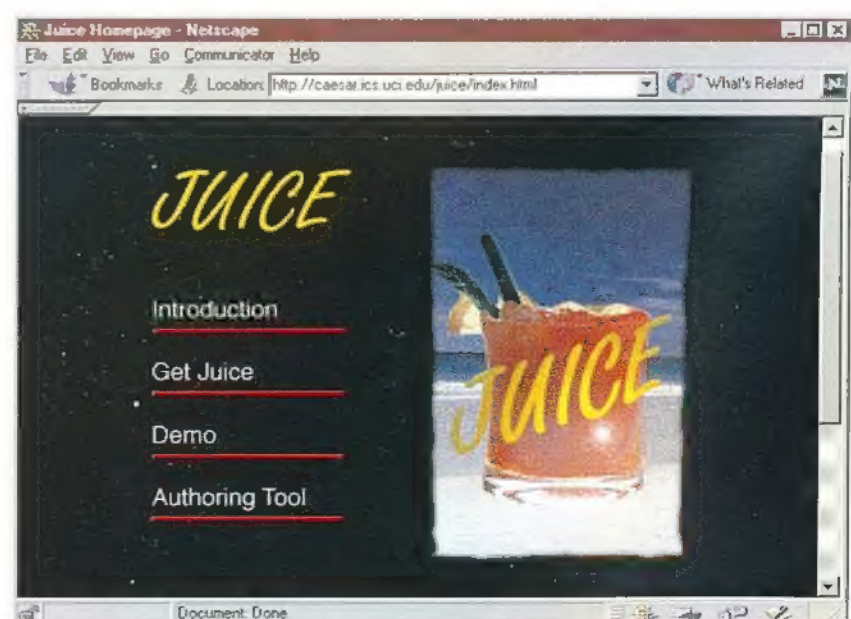 Juice Homepage - Netscape
File Edit View Go Communicator Help
Bookmarks Location: http://caesar.ics.uci.edu/juice/index.html What's Related N
JUICE
Introduction
Get Juice
Demo
Authoring Tool
JUICE
Document: Done